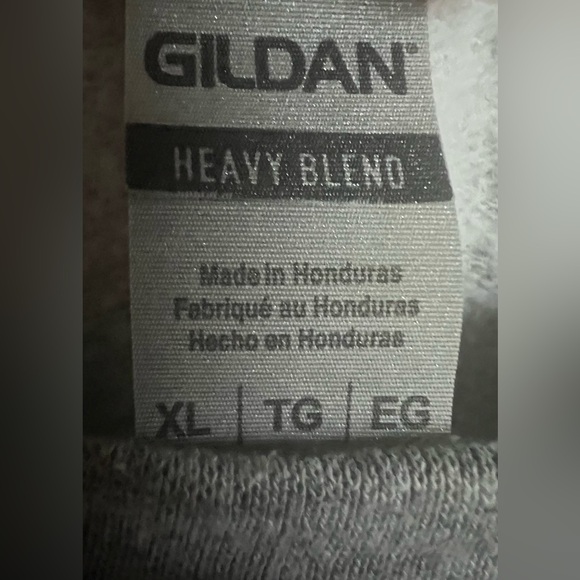 GILDAN®
HEAVY BLEND
Made in Honduras
Fabriqué au Honduras
Hecho en Honduras
XL | TG | EG